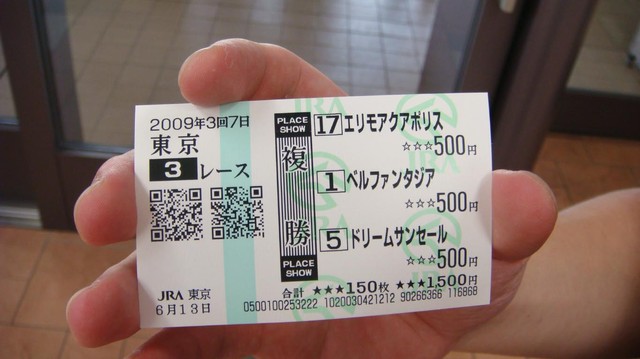 2009年3回7日
東京
3レース
JRA 東京
6月13日
PLACE SHOW
複勝
PLACE SHOW
17 エリモアクアポリス
☆☆☆500円
1 ベルファンタジア
☆☆☆500円
5 ドリームサンセール
☆☆☆500円
合計 ★★★150枚 ★★★1500円
0500100253222 1020030421212 90266366 116868
JRA
JRA
JRA
JRA